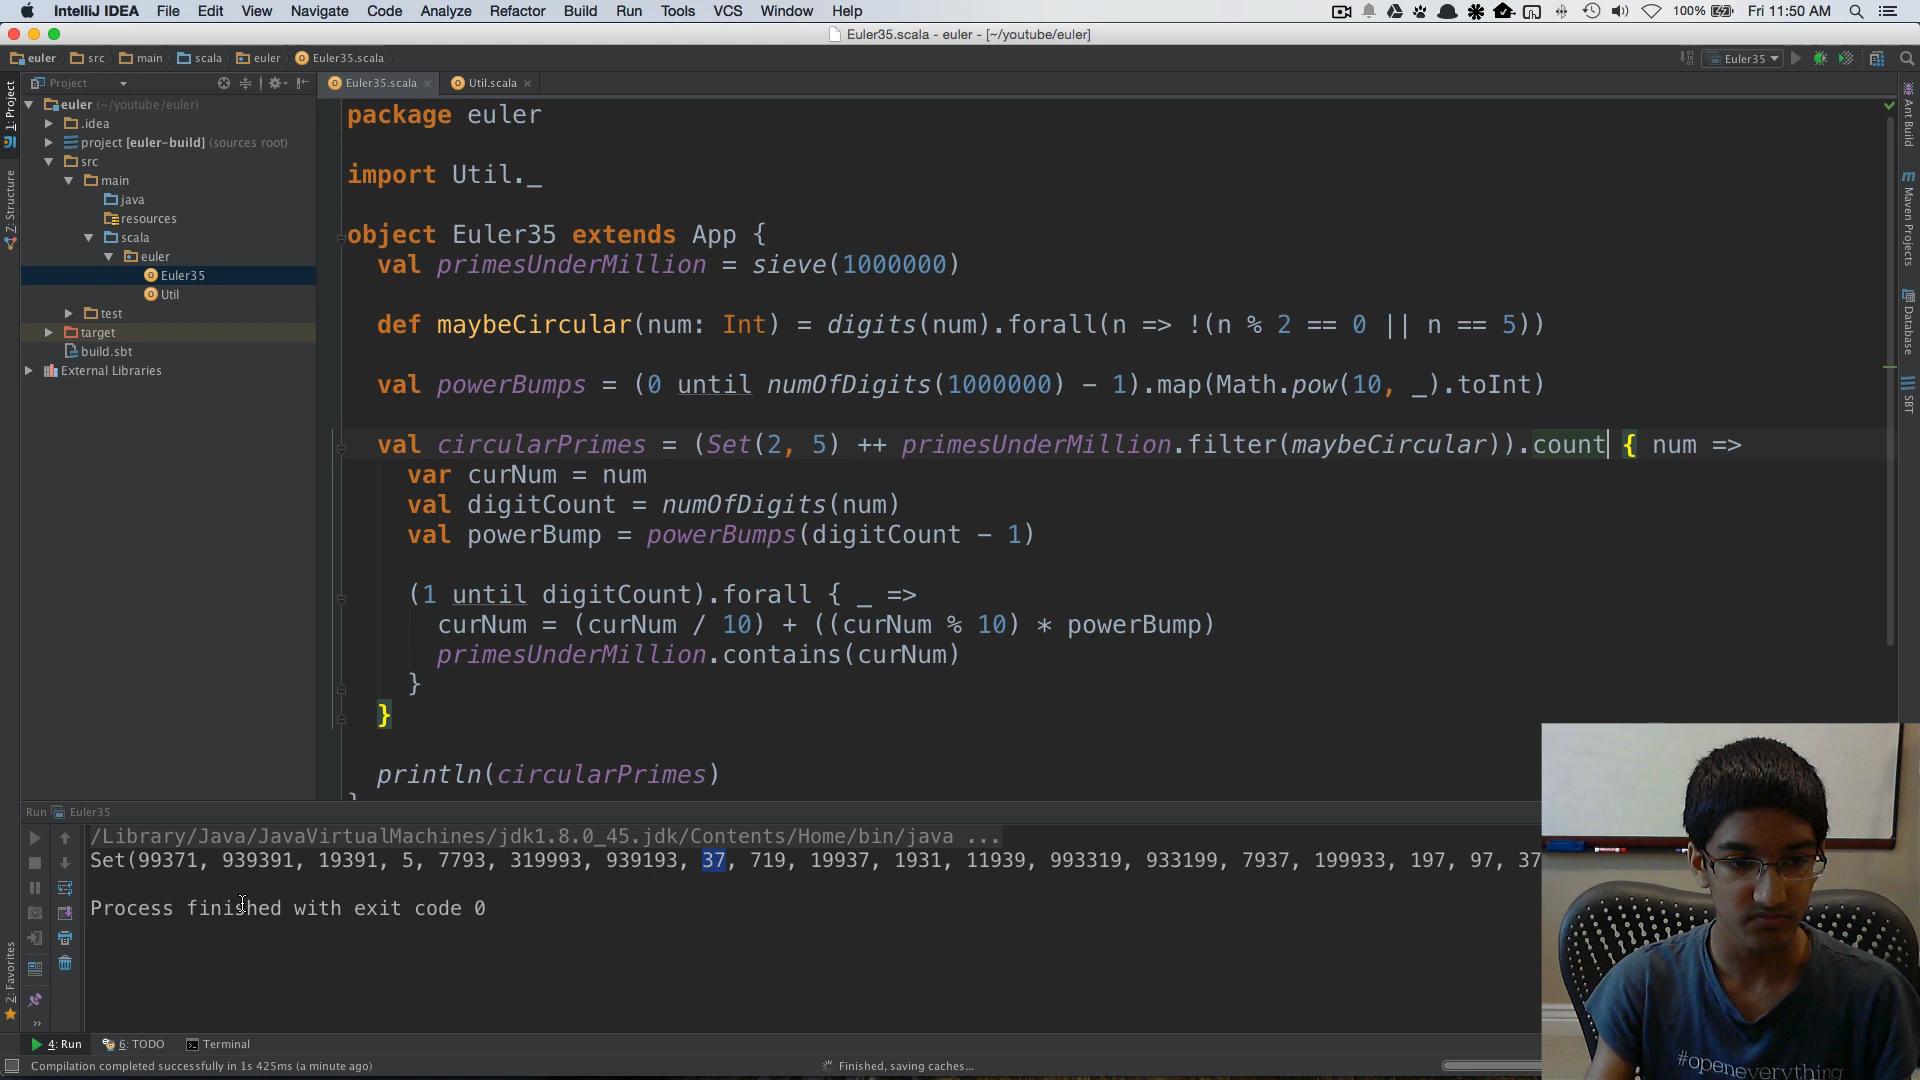 IntelliJ IDEA File Edit View Navigate Code Analyze Refactor Build Run Tools VCS Window Help 100% Fri 11:50 AM
Euler35.scala - euler - [~/youtube/euler]
euler src main scala euler Euler35.scala Euler35
Project Euler35.scala Util.scala
euler (~/youtube/euler)
.idea
project [euler-build] (sources root)
src
main
java
resources
scala
euler
Euler35
Util
test
target
build.sbt
External Libraries
1: Project
Z: Structure
2: Favorites
package euler
import Util._
object Euler35 extends App {
val primesUnderMillion = sieve(1000000)
def maybeCircular(num: Int) = digits(num).forall(n => !(n % 2 == 0 || n == 5))
val powerBumps = (0 until numOfDigits(1000000) - 1).map(Math.pow(10, _).toInt)
val circularPrimes = (Set(2, 5) ++ primesUnderMillion.filter(maybeCircular)).count { num =>
var curNum = num
val digitCount = numOfDigits(num)
val powerBump = powerBumps(digitCount - 1)
(1 until digitCount).forall { _ =>
curNum = (curNum / 10) + ((curNum % 10) * powerBump)
primesUnderMillion.contains(curNum)
}
}
println(circularPrimes)
}
Ant Build
Maven Projects
Database
SBT
Run Euler35
/Library/Java/JavaVirtualMachines/jdk1.8.0_45.jdk/Contents/Home/bin/java ...
Set(99371, 939391, 19391, 5, 7793, 319993, 939193, 37, 719, 19937, 1931, 11939, 993319, 933199, 7937, 199933, 197, 97, 37
Process finished with exit code 0
4: Run 6: TODO Terminal
Compilation completed successfully in 1s 425ms (a minute ago) Finished, saving caches...
#openeverything